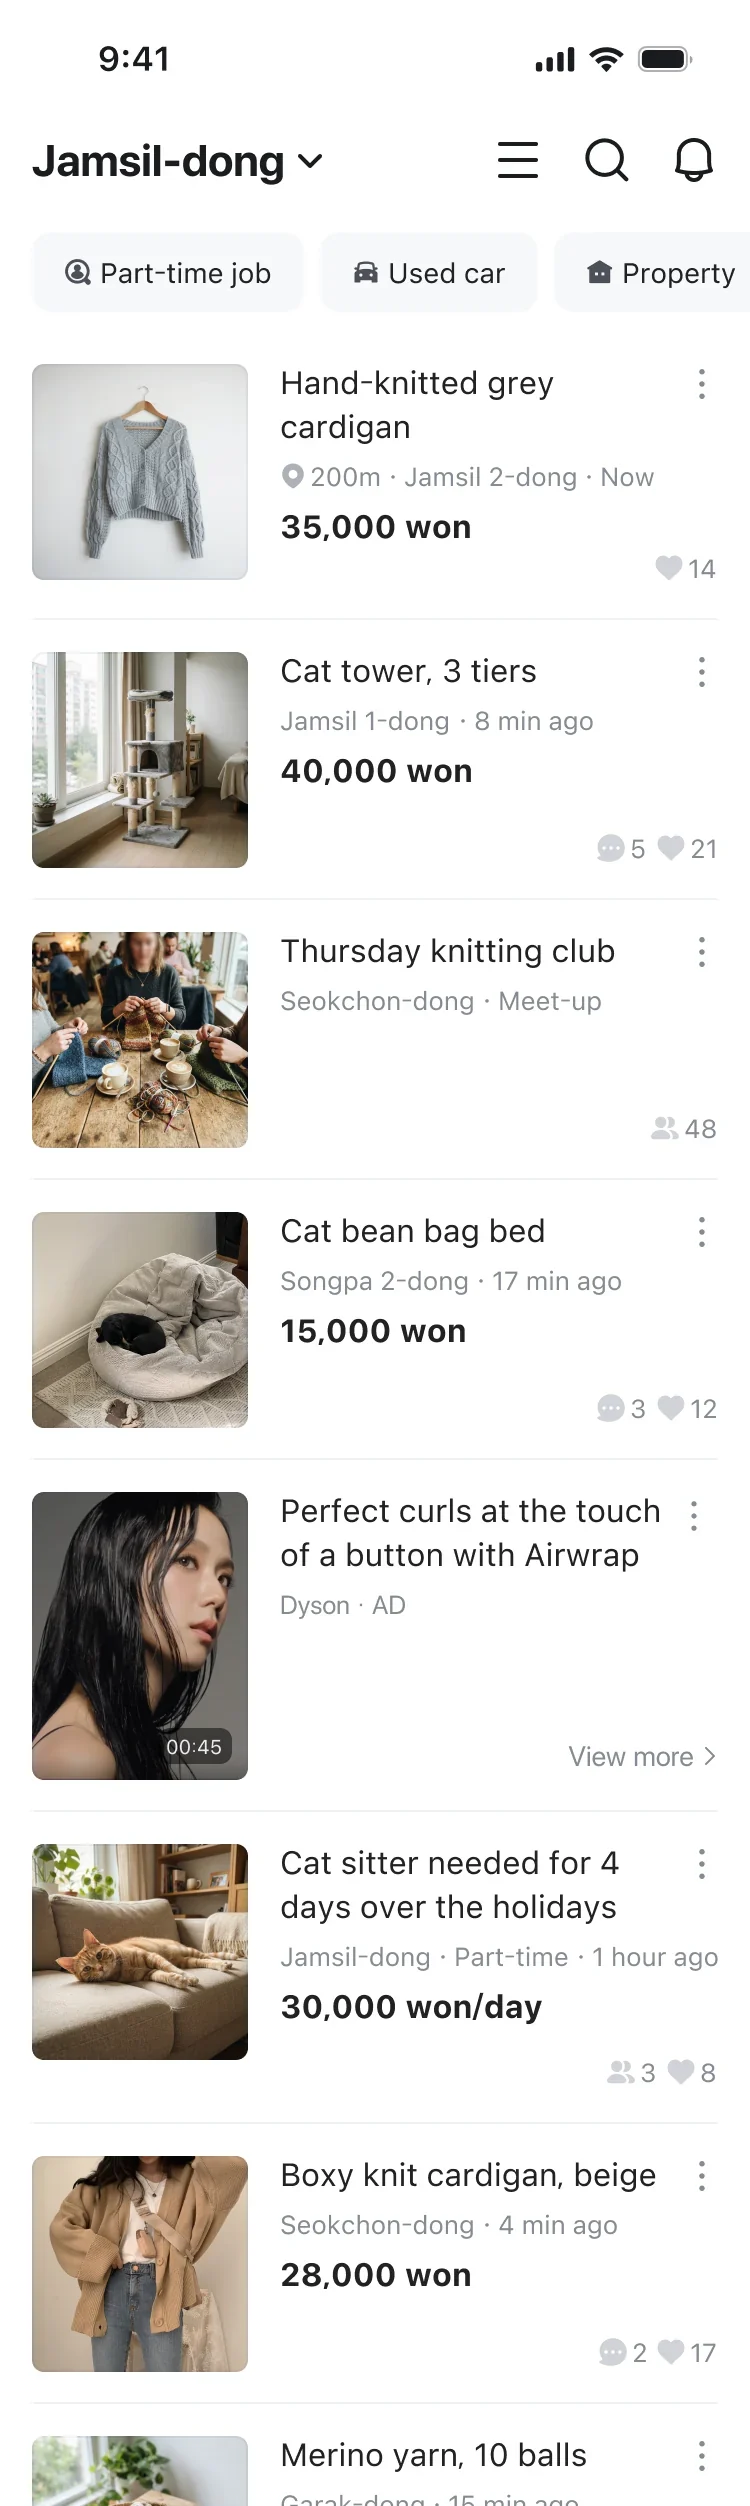 9:41
Jamsil-dong
Part-time job
Used car
Property
Hand-knitted grey
cardigan
200m · Jamsil 2-dong · Now
35,000 won
14
Cat tower, 3 tiers
Jamsil 1-dong · 8 min ago
40,000 won
5 21
Thursday knitting club
Seokchon-dong · Meet-up
48
Cat bean bag bed
Songpa 2-dong · 17 min ago
15,000 won
3 12
Perfect curls at the touch
of a button with Airwrap
Dyson · AD
00:45
View more
Cat sitter needed for 4
days over the holidays
Jamsil-dong · Part-time · 1 hour ago
30,000 won/day
3 8
Boxy knit cardigan, beige
Seokchon-dong · 4 min ago
28,000 won
2 17
Merino yarn, 10 balls
Garak-dong · 15 min ago